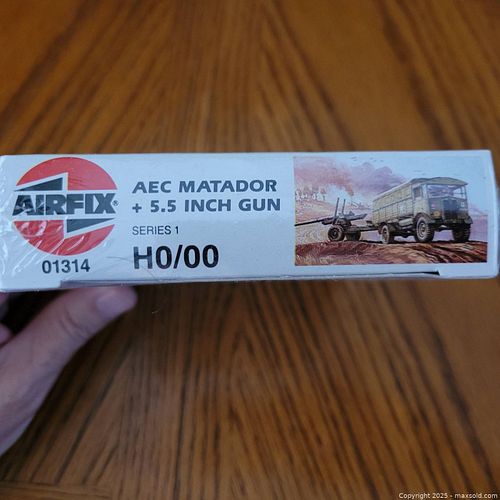 AIRFIX®
01314
AEC MATADOR
+ 5.5 INCH GUN
SERIES 1
H0/00
Copyright 2025 - maxsold.com